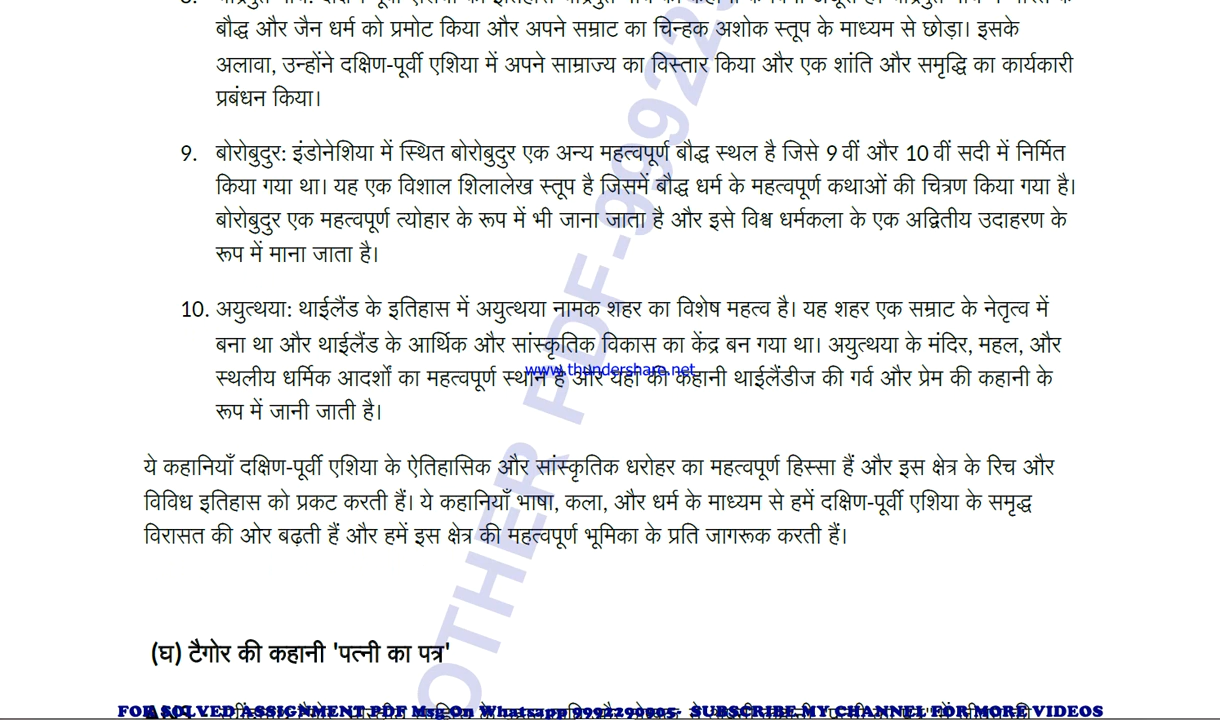 बौद्ध और जैन धर्म को प्रमोट किया और अपने सम्राट का चिन्हक अशोक स्तूप के माध्यम से छोड़ा। इसके
अलावा, उन्होंने दक्षिण-पूर्वी एशिया में अपने साम्राज्य का विस्तार किया और एक शांति और समृद्धि का कार्यकारी
प्रबंधन किया।
9. बोरोबुदुर: इंडोनेशिया में स्थित बोरोबुदुर एक अन्य महत्वपूर्ण बौद्ध स्थल है जिसे 9 वीं और 10 वीं सदी में निर्मित
किया गया था। यह एक विशाल शिलालेख स्तूप है जिसमें बौद्ध धर्म के महत्वपूर्ण कथाओं की चित्रण किया गया है।
बोरोबुदुर एक महत्वपूर्ण त्योहार के रूप में भी जाना जाता है और इसे विश्व धर्मकला के एक अद्वितीय उदाहरण के
रूप में माना जाता है।
10. अयुत्थया: थाईलैंड के इतिहास में अयुत्थया नामक शहर का विशेष महत्व है। यह शहर एक सम्राट के नेतृत्व में
बना था और थाईलैंड के आर्थिक और सांस्कृतिक विकास का केंद्र बन गया था। अयुत्थया के मंदिर, महल, और
www.thundershare.net
स्थलीय धर्मिक आदर्शों का महत्वपूर्ण स्थान है और यहाँ की कहानी थाईलैंडीज की गर्व और प्रेम की कहानी के
रूप में जानी जाती है।
ये कहानियाँ दक्षिण-पूर्वी एशिया के ऐतिहासिक और सांस्कृतिक धरोहर का महत्वपूर्ण हिस्सा हैं और इस क्षेत्र के रिच और
विविध इतिहास को प्रकट करती हैं। ये कहानियाँ भाषा, कला, और धर्म के माध्यम से हमें दक्षिण-पूर्वी एशिया के समृद्ध
विरासत की ओर बढ़ती हैं और हमें इस क्षेत्र की महत्वपूर्ण भूमिका के प्रति जागरूक करती हैं।
OTHER PDF-99922
(घ) टैगोर की कहानी 'पत्नी का पत्र'
FOR SOLVED ASSIGNMENT PDF Msg On Whatsapp 9992290005- SUBSCRIBE MY CHANNEL FOR MORE VIDEOS